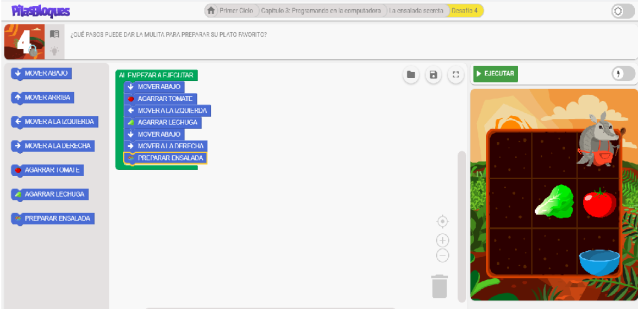 PilasBloques
Primer Ciclo
Capítulo 3: Programando en la computadora
La ensalada secreta
Desafío 4
4
¿QUÉ PASOS PUEDE DAR LA MULITA PARA PREPARAR SU PLATO FAVORITO?
MOVER ABAJO
MOVER ARRIBA
MOVER A LA IZQUIERDA
MOVER A LA DERECHA
AGARRAR TOMATE
AGARRAR LECHUGA
PREPARAR ENSALADA
AL EMPEZAR A EJECUTAR
MOVER ABAJO
AGARRAR TOMATE
MOVER A LA IZQUIERDA
AGARRAR LECHUGA
MOVER ABAJO
MOVER A LA DERECHA
PREPARAR ENSALADA
EJECUTAR